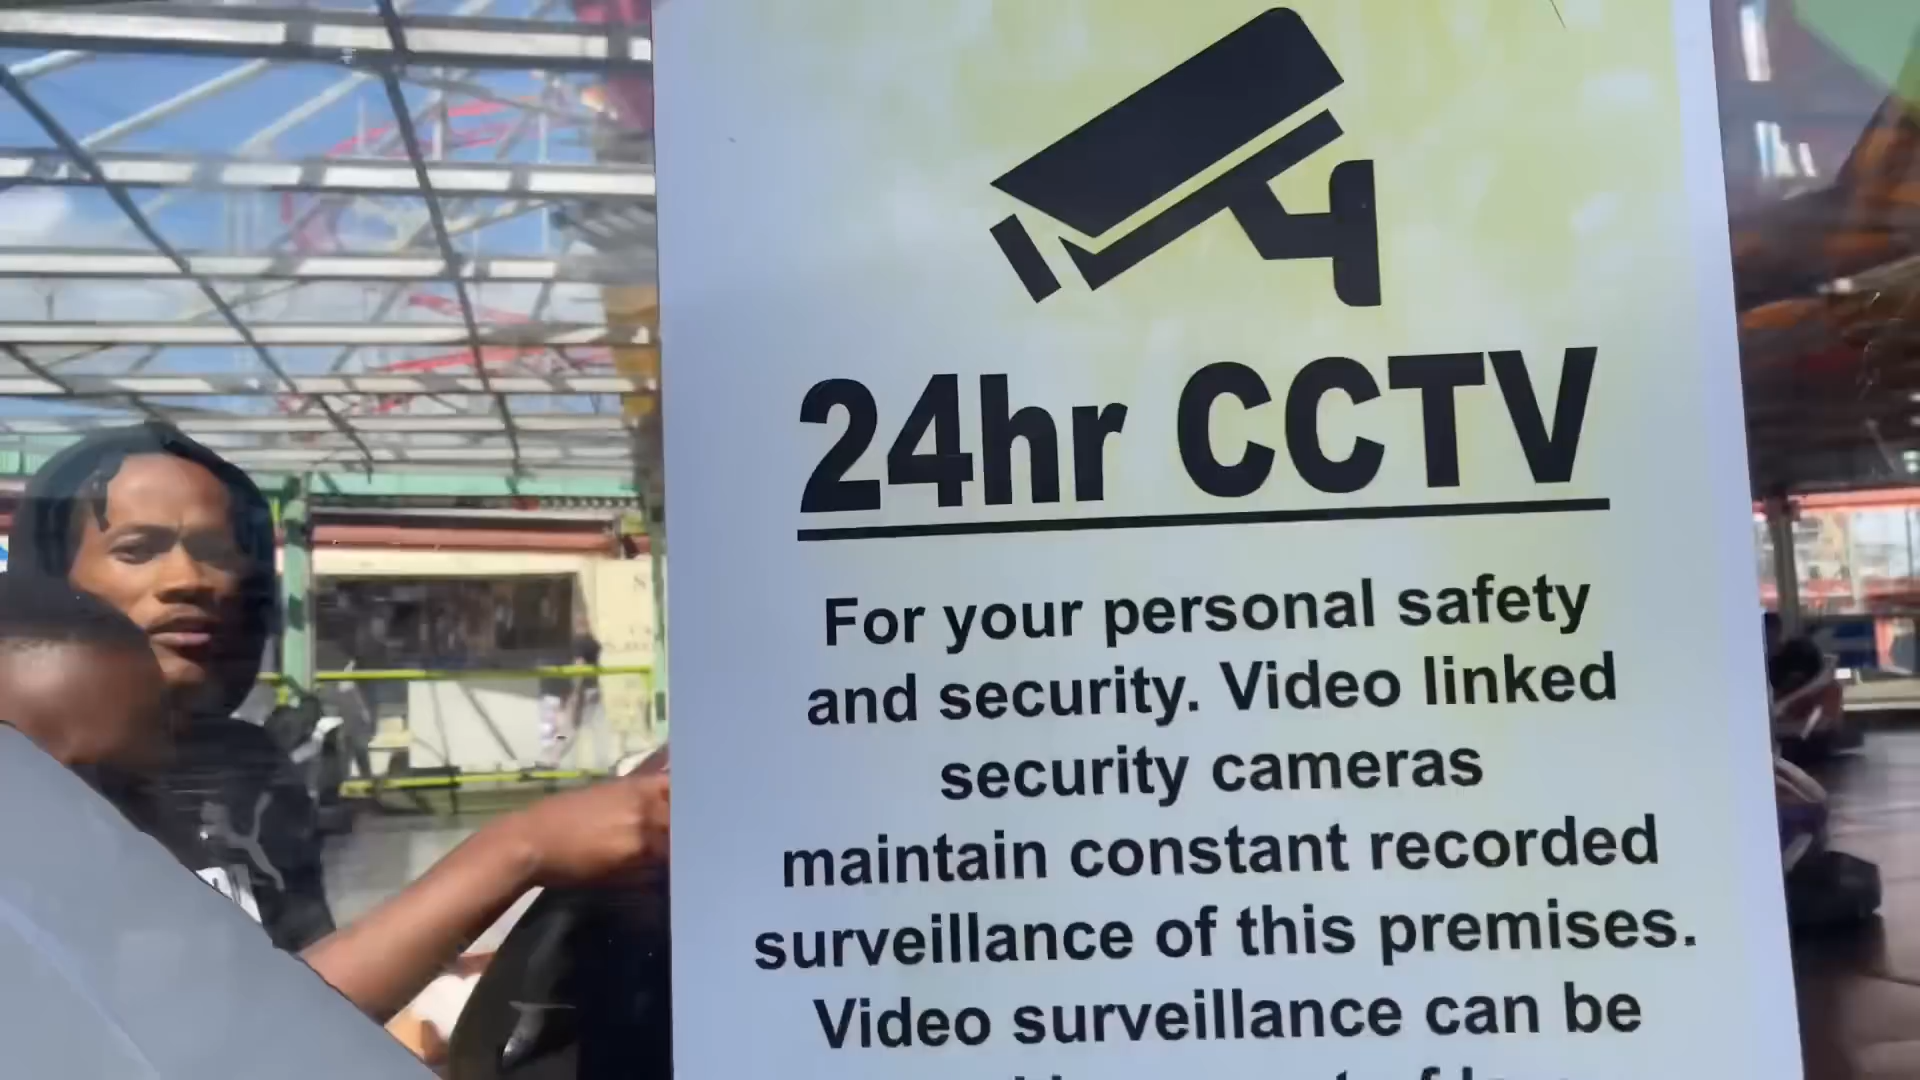 24hr CCTV
For your personal safety
and security. Video linked
security cameras
maintain constant recorded
surveillance of this premises.
Video surveillance can be